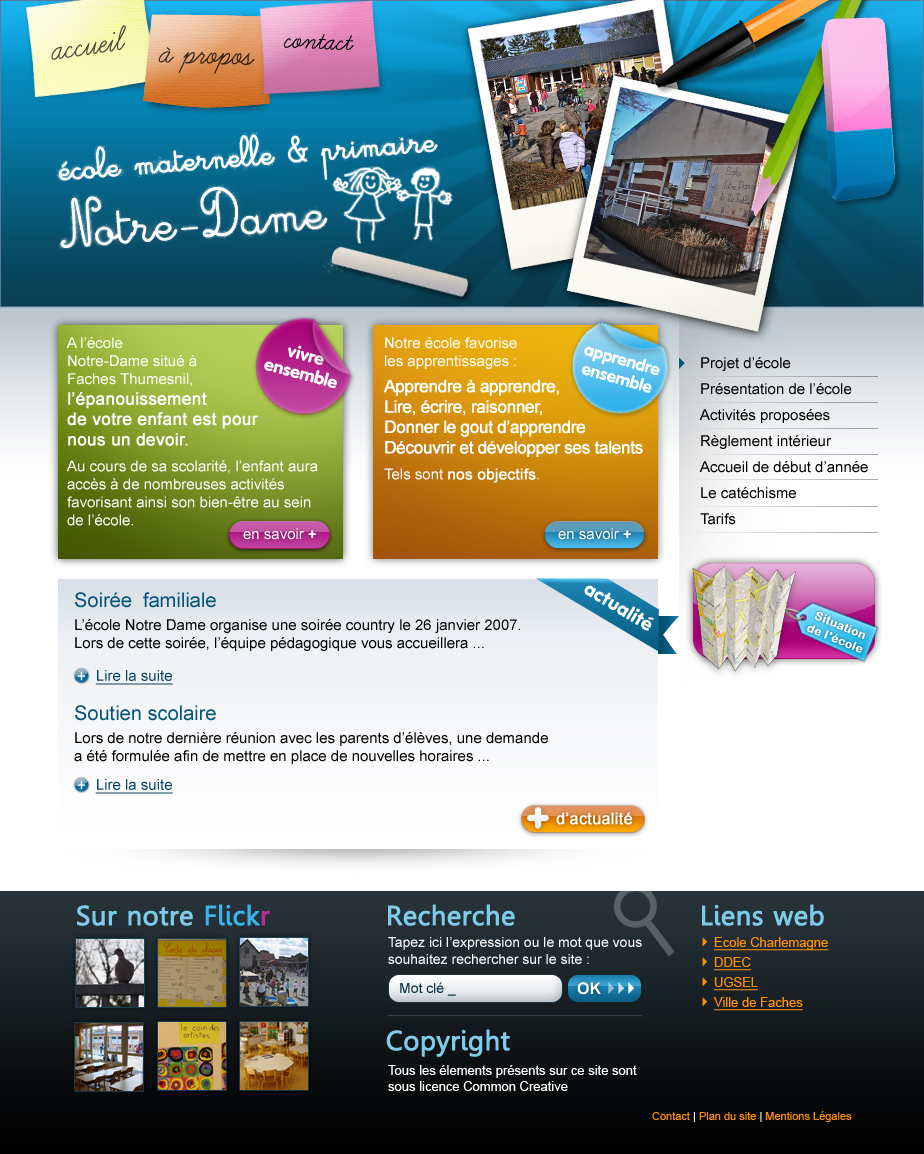 accueil
à propos
contact
école maternelle & primaire
Notre-Dame
A l'école
Notre-Dame situé à
Faches Thumesnil,
l'épanouissement
de votre enfant est pour
nous un devoir.
Au cours de sa scolarité, l'enfant aura
accès à de nombreuses activités
favorisant ainsi son bien-être au sein
de l'école.
vivre
ensemble
en savoir +
Notre école favorise
les apprentissages :
Apprendre à apprendre,
Lire, écrire, raisonner,
Donner le gout d'apprendre
Découvrir et développer ses talents
Tels sont nos objectifs.
apprendre
ensemble
en savoir +
Projet d'école
Présentation de l'école
Activités proposées
Règlement intérieur
Accueil de début d'année
Le catéchisme
Tarifs
Situation
de l'école
actualité
Soirée familiale
L'école Notre Dame organise une soirée country le 26 janvier 2007.
Lors de cette soirée, l'équipe pédagogique vous accueillera ...
Lire la suite
Soutien scolaire
Lors de notre dernière réunion avec les parents d'élèves, une demande
a été formulée afin de mettre en place de nouvelles horaires ...
Lire la suite
+ d'actualité
Sur notre Flickr
le coin des
artistes
Recherche
Tapez ici l'expression ou le mot que vous
souhaitez rechercher sur le site :
Mot clé _
OK
Copyright
Tous les élements présents sur ce site sont
sous licence Common Creative
Liens web
Ecole Charlemagne
DDEC
UGSEL
Ville de Faches
Contact | Plan du site | Mentions Légales